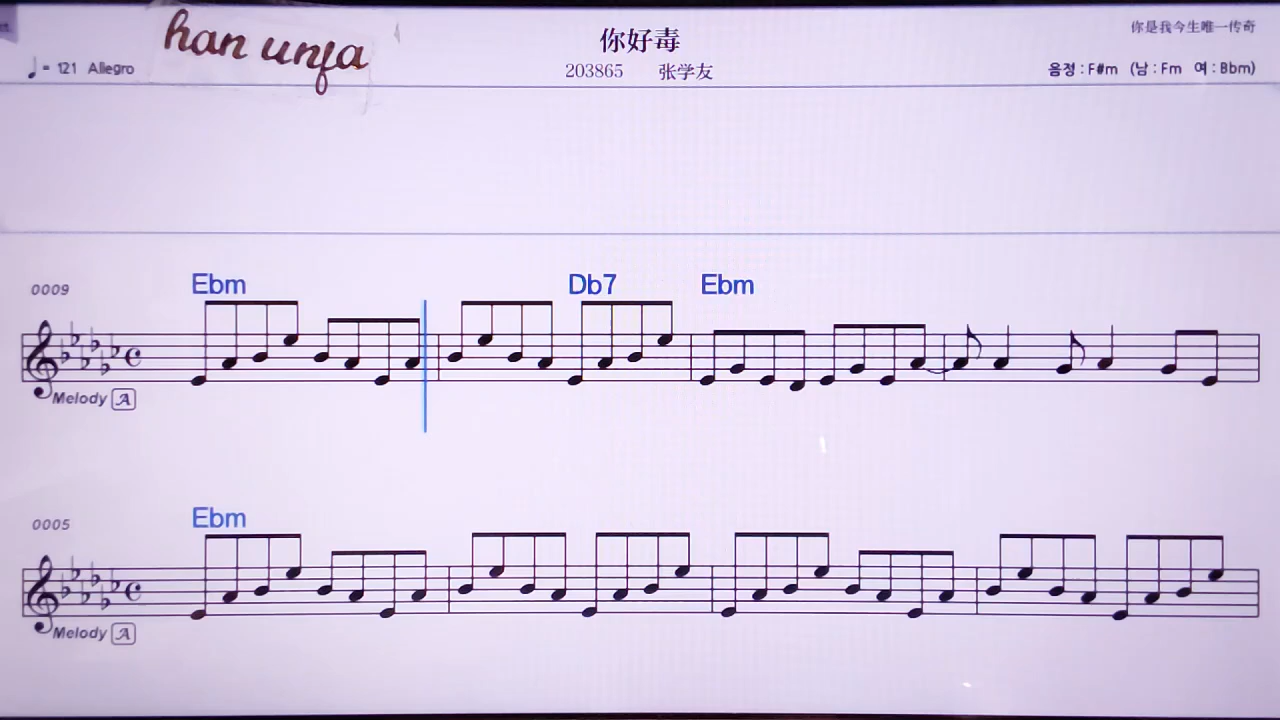 han unfa
你好毒
你是我今生唯一传奇
♩= 121 Allegro
203865 张学友
음정 : F#m (남 : Fm 여 : Bbm)
0009
Ebm Db7 Ebm
Melody A
0005
Ebm
Melody A